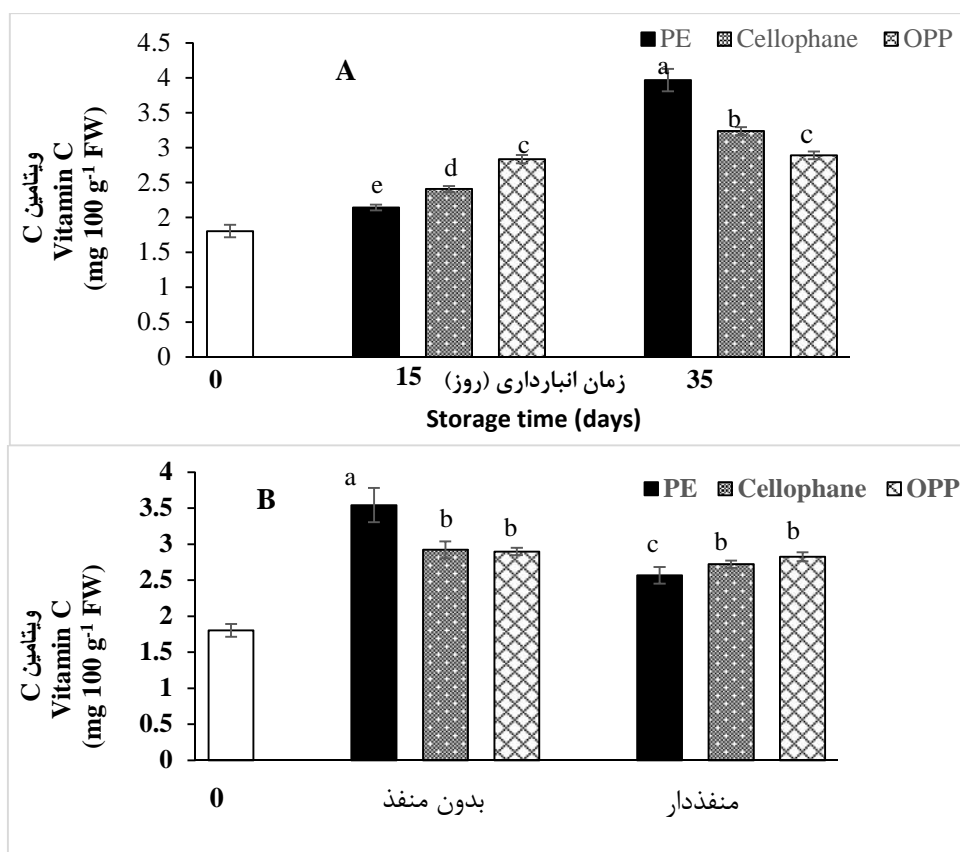 A
PE Cellophane OPP
4.5
4
3.5
3
2.5
2
1.5
1
0.5
0
ویتامین C
Vitamin C
(mg 100 g⁻¹ FW)
e
d
c
a
b
c
0
15
زمان انبارداری (روز)
35
Storage time (days)
B
PE Cellophane OPP
4
3.5
3
2.5
2
1.5
1
0.5
0
ویتامین C
Vitamin C
(mg 100 g⁻¹ FW)
a
b
b
c
b
b
0
بدون منفذ
منفذدار